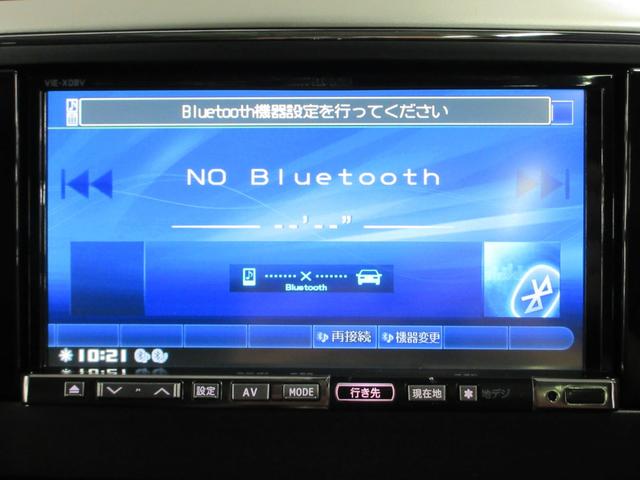 VIE-X08V
Bluetooth機器設定を行ってください
NO Bluetooth
--'--"
Bluetooth
再接続 機器変更
10:21
設定 AV MODE 行き先 現在地 ✱ 地デジ